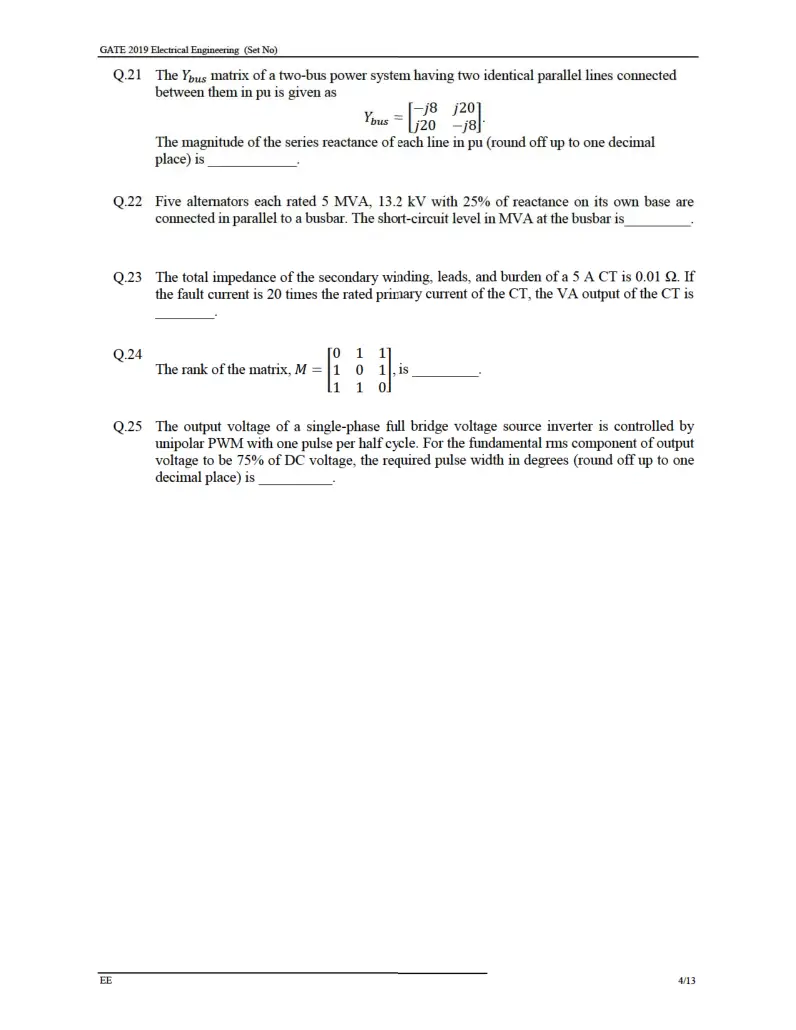 GATE 2019 Electrical Engineering (Set No)
Q.21 The Y_bus matrix of a two-bus power system having two identical parallel lines connected
between them in pu is given as
Y_bus = [−j8 j20
j20 −j8].
The magnitude of the series reactance of each line in pu (round off up to one decimal
place) is ____________.
Q.22 Five alternators each rated 5 MVA, 13.2 kV with 25% of reactance on its own base are
connected in parallel to a busbar. The short-circuit level in MVA at the busbar is_________.
Q.23 The total impedance of the secondary winding, leads, and burden of a 5 A CT is 0.01 Ω. If
the fault current is 20 times the rated primary current of the CT, the VA output of the CT is
________.
Q.24 The rank of the matrix, M = [0 1 1
1 0 1
1 1 0], is _________.
Q.25 The output voltage of a single-phase full bridge voltage source inverter is controlled by
unipolar PWM with one pulse per half cycle. For the fundamental rms component of output
voltage to be 75% of DC voltage, the required pulse width in degrees (round off up to one
decimal place) is __________.
EE 4/13